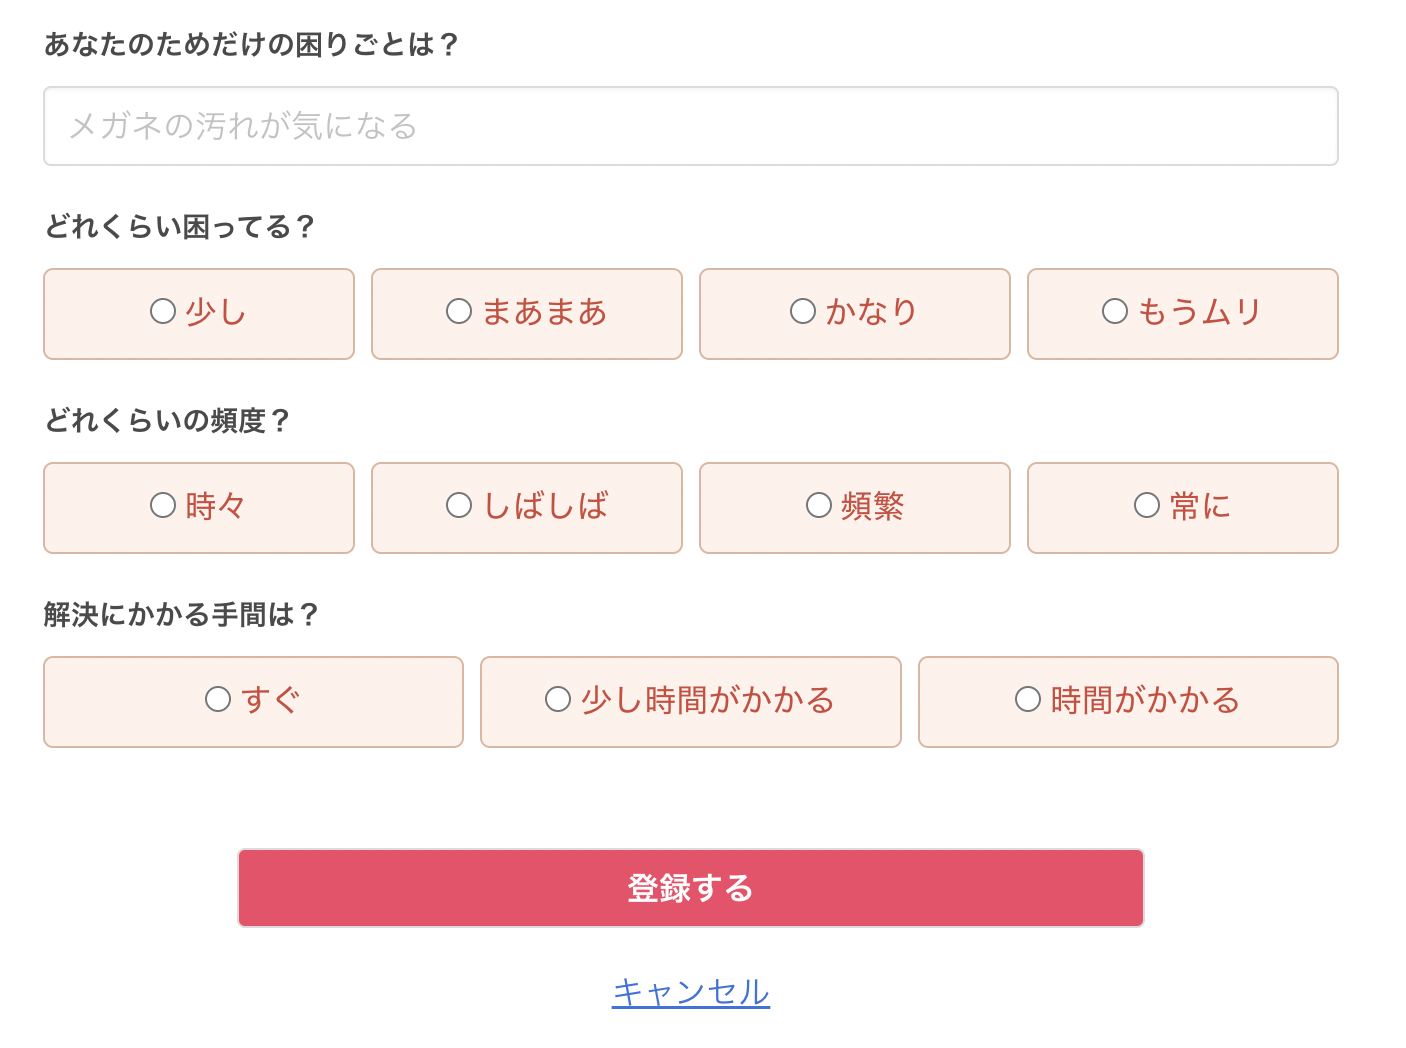 あなたのためだけの困りごとは？
メガネの汚れが気になる
どれくらい困ってる？
少し まあまあ かなり もうムリ
どれくらいの頻度？
時々 しばしば 頻繁 常に
解決にかかる手間は？
すぐ 少し時間がかかる 時間がかかる
登録する
キャンセル